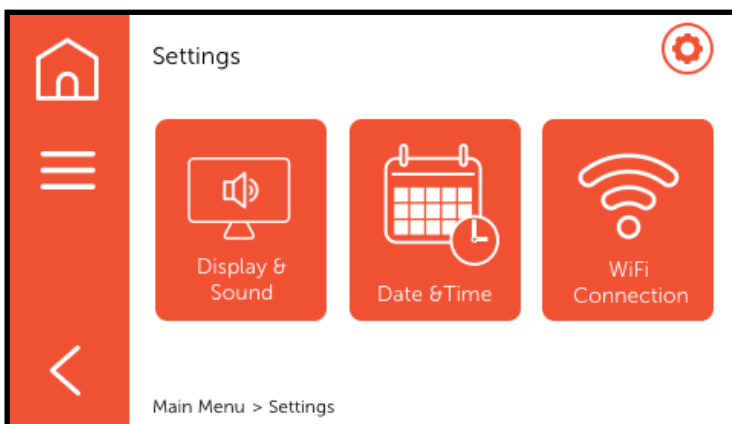 Settings
Display &
Sound
Date &Time
WiFi
Connection
Main Menu > Settings